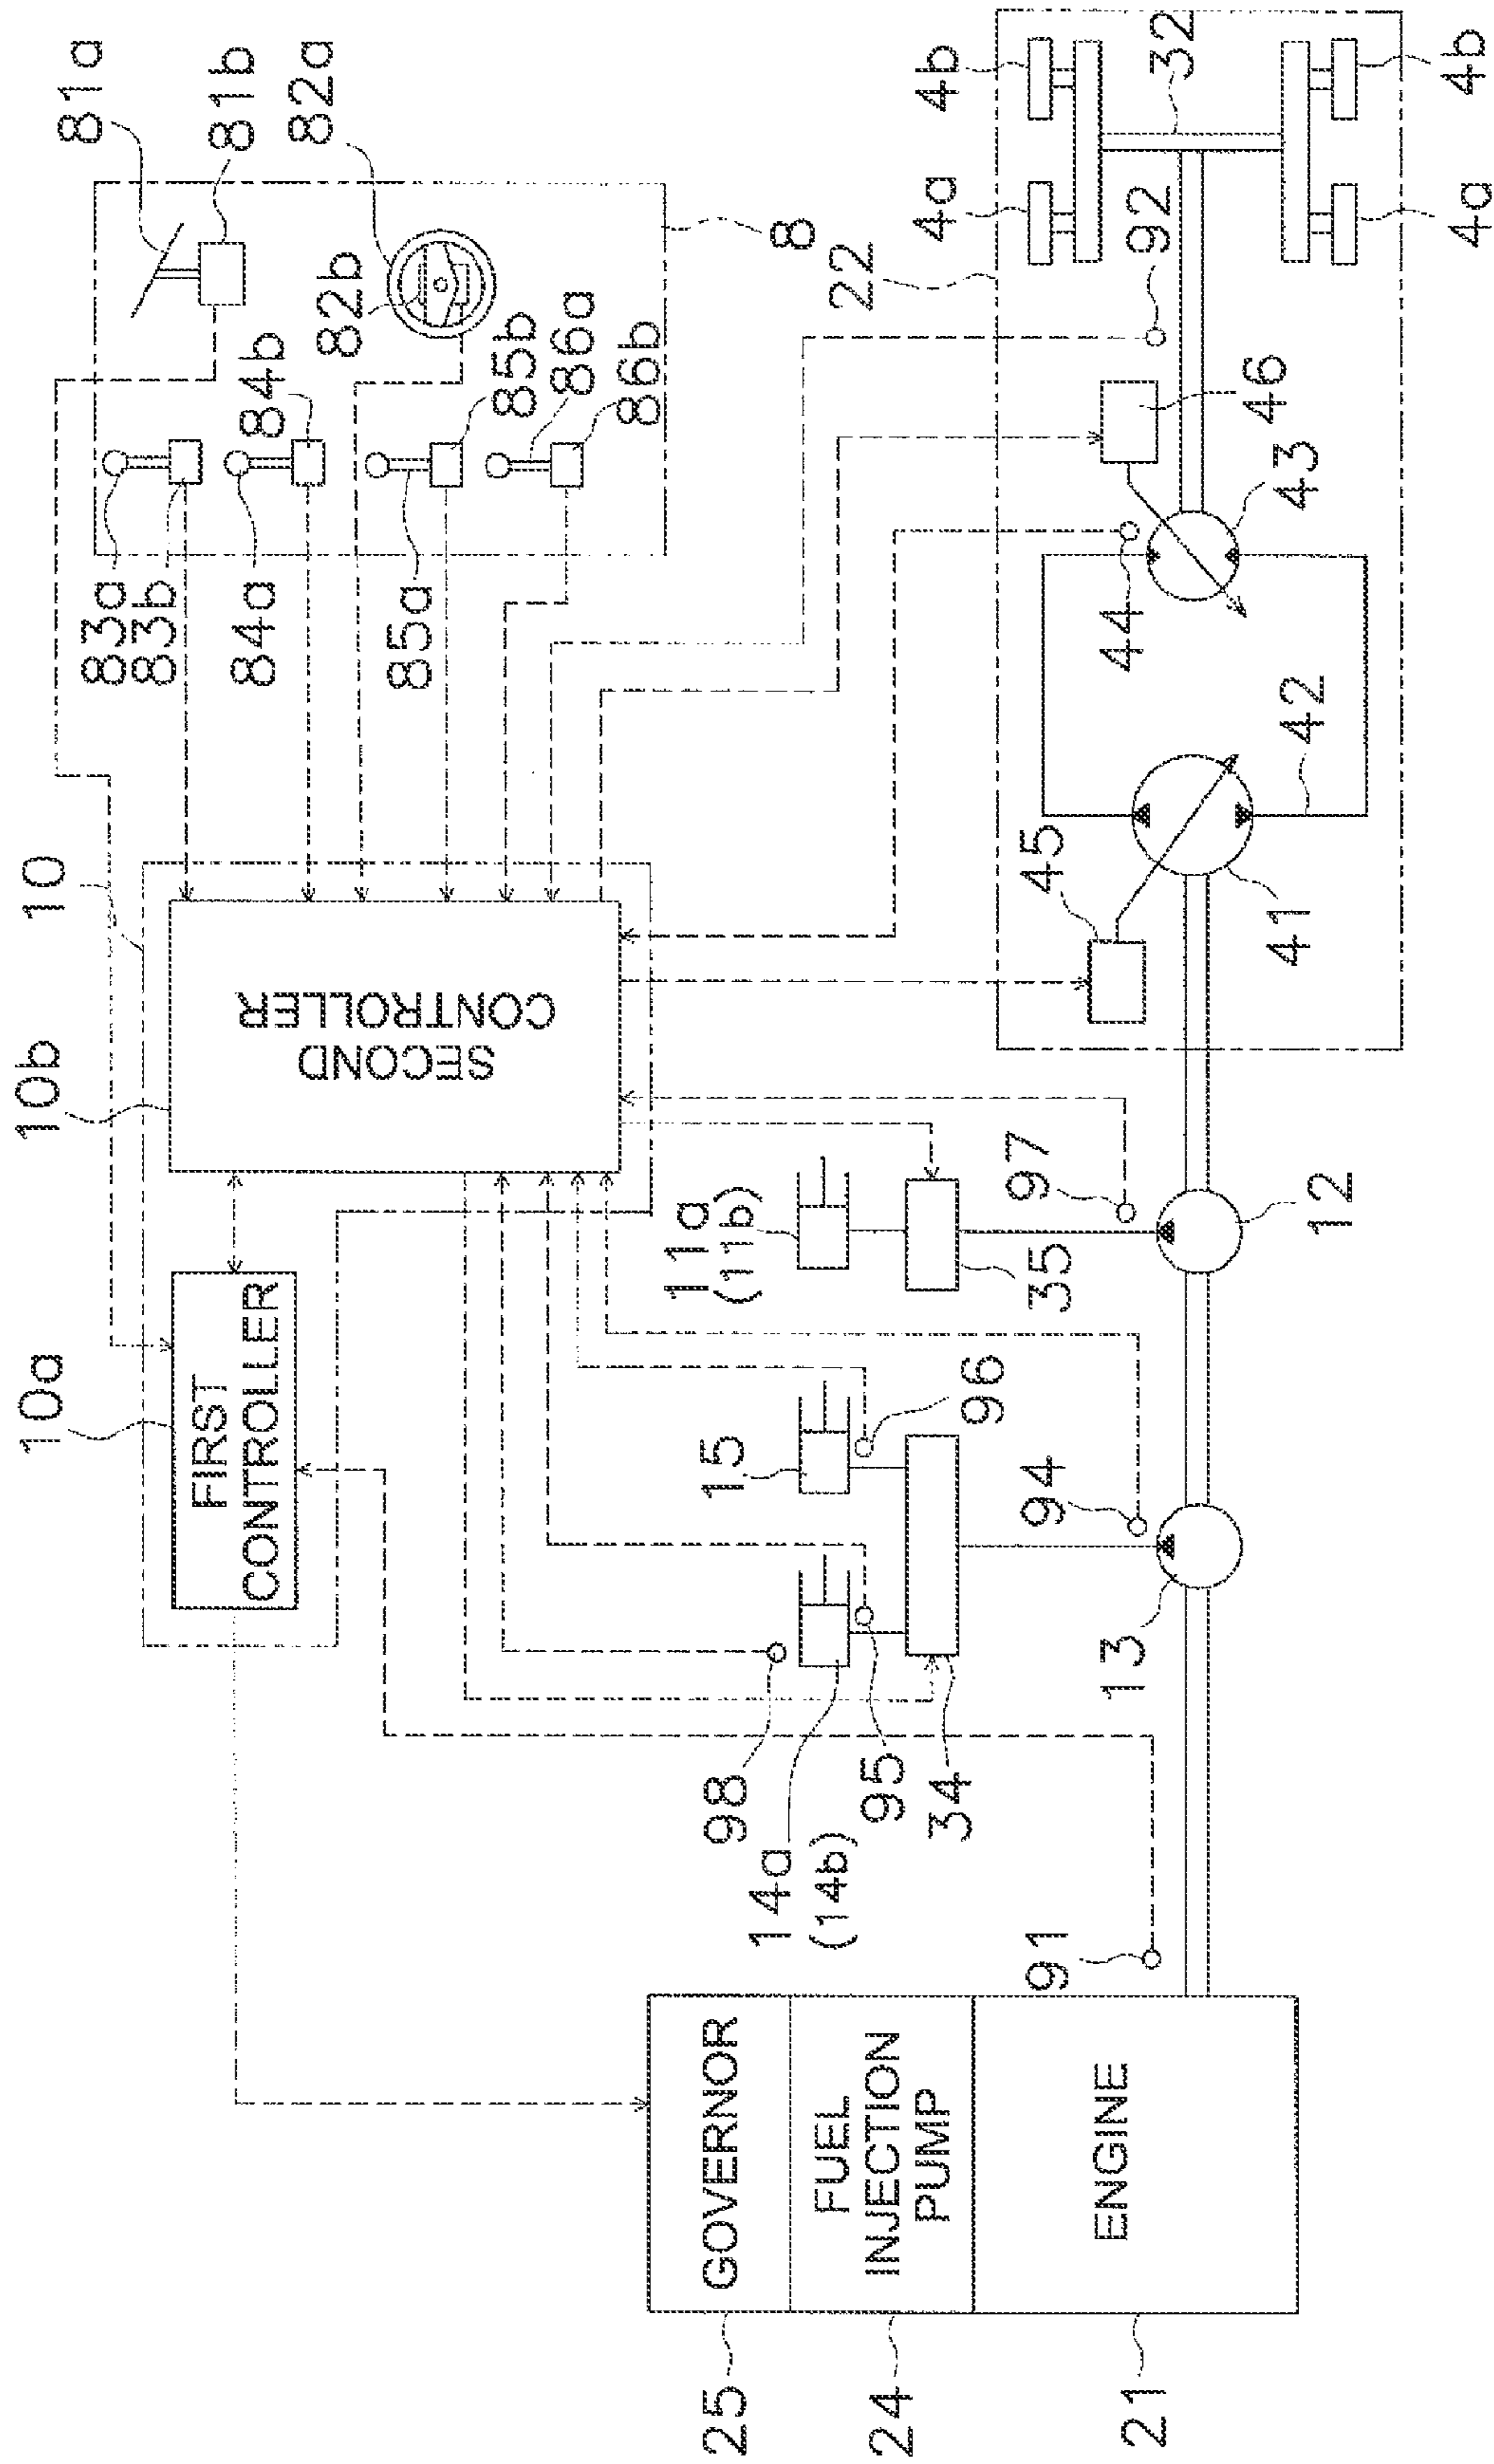 81a
81b
82a
82b
83a
83b
84a
84b
85a
85b
86a
86b
8
10
10b
SECOND
CONTROLLER
10a
FIRST
CONTROLLER
22
4a
4b
32
4a
4b
92
46
43
44
42
45
41
11a
(11b)
35
97
12
15
96
94
13
98
14a
(14b)
95
34
91
GOVERNOR
FUEL
INJECTION
PUMP
ENGINE
25
24
21